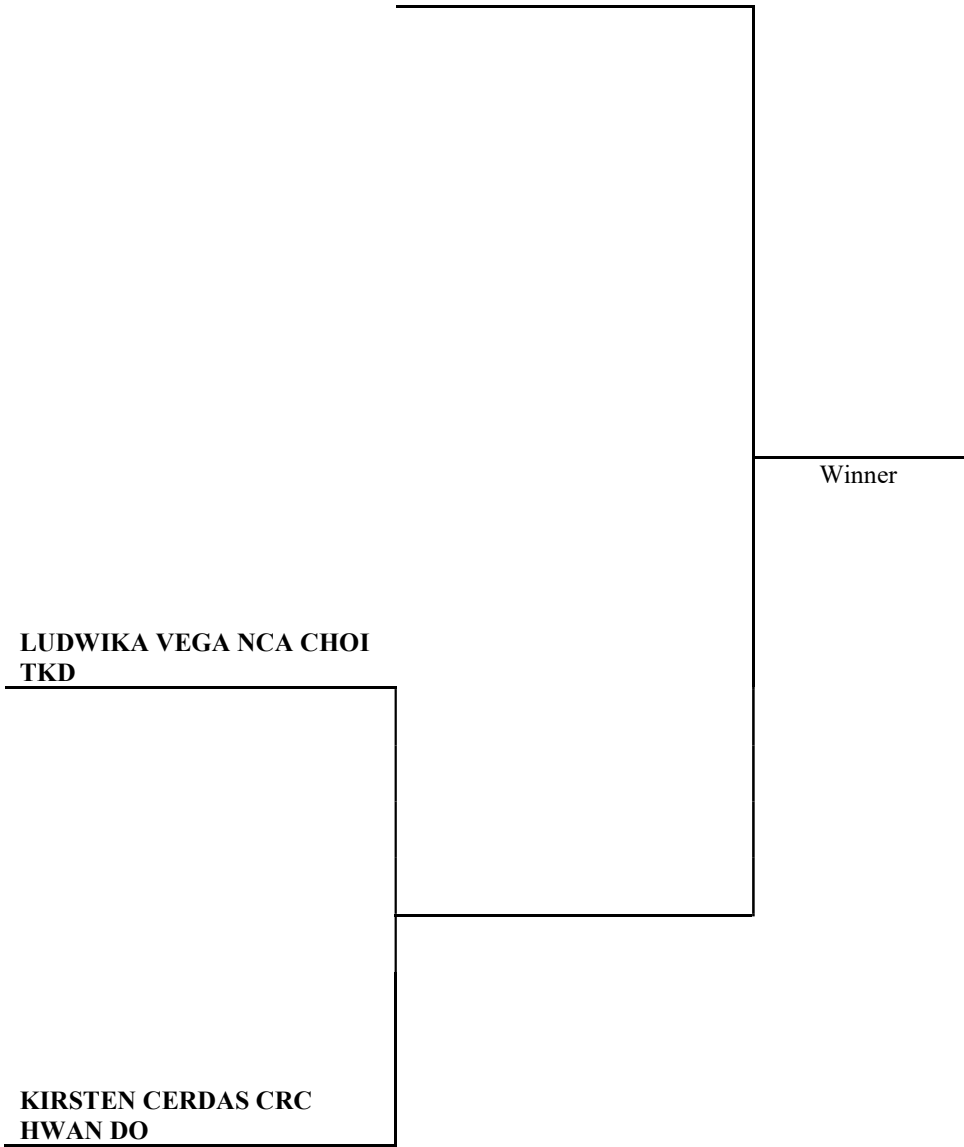 Winner
LUDWIKA VEGA NCA CHOI
TKD
KIRSTEN CERDAS CRC
HWAN DO